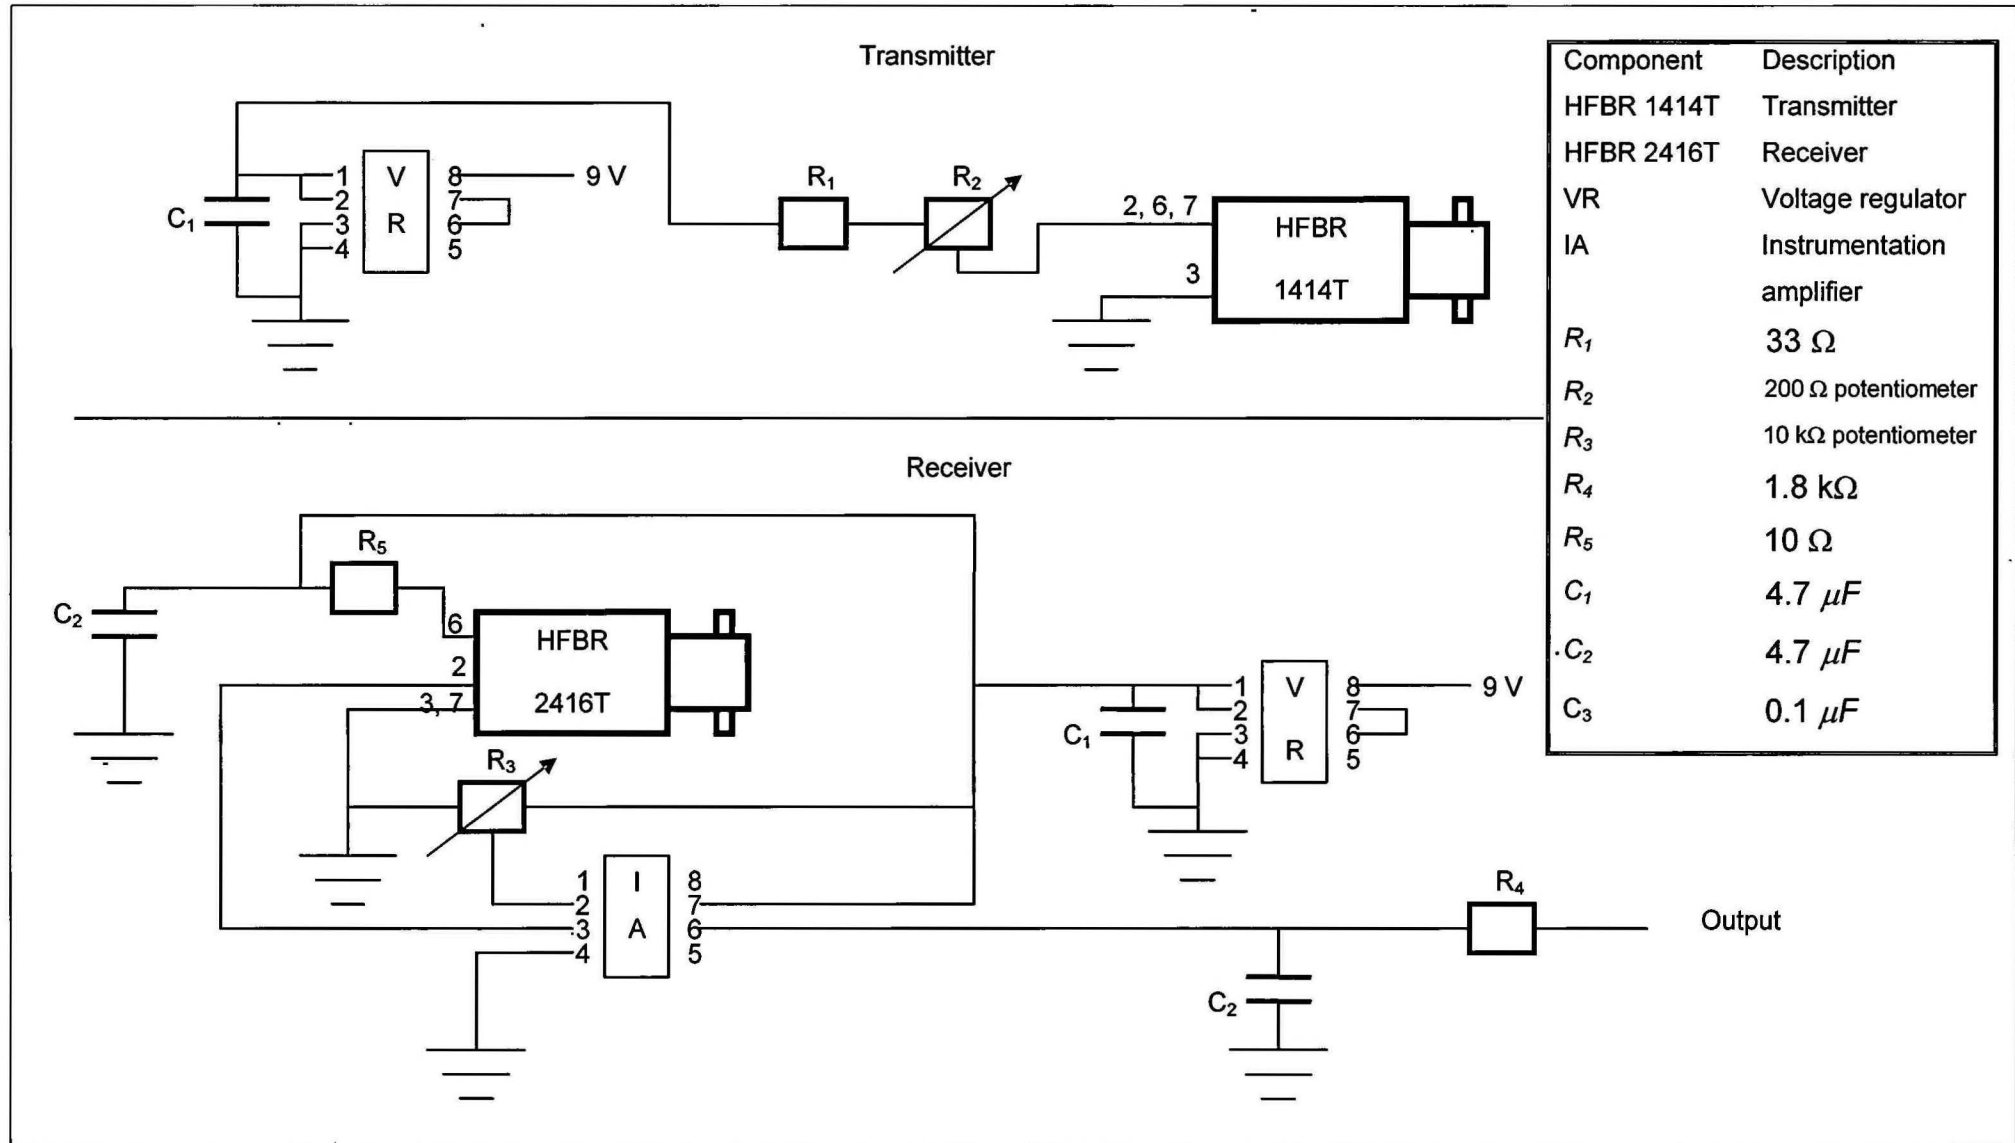 Transmitter
1 V 8 9 V
2 7
3 R 6
4 5
C1
R1
R2
2, 6, 7
3
HFBR
1414T
Component Description
HFBR 1414T Transmitter
HFBR 2416T Receiver
VR Voltage regulator
IA Instrumentation
amplifier
R1 33 Ω
R2 200 Ω potentiometer
R3 10 kΩ potentiometer
R4 1.8 kΩ
R5 10 Ω
C1 4.7 μF
C2 4.7 μF
C3 0.1 μF
Receiver
R5
C2
6
2
3, 7
HFBR
2416T
R3
1 I 8
2 7
3 A 6
4 5
C1
1 V 8 9 V
2 7
3 6
4 R 5
R4
Output
C2